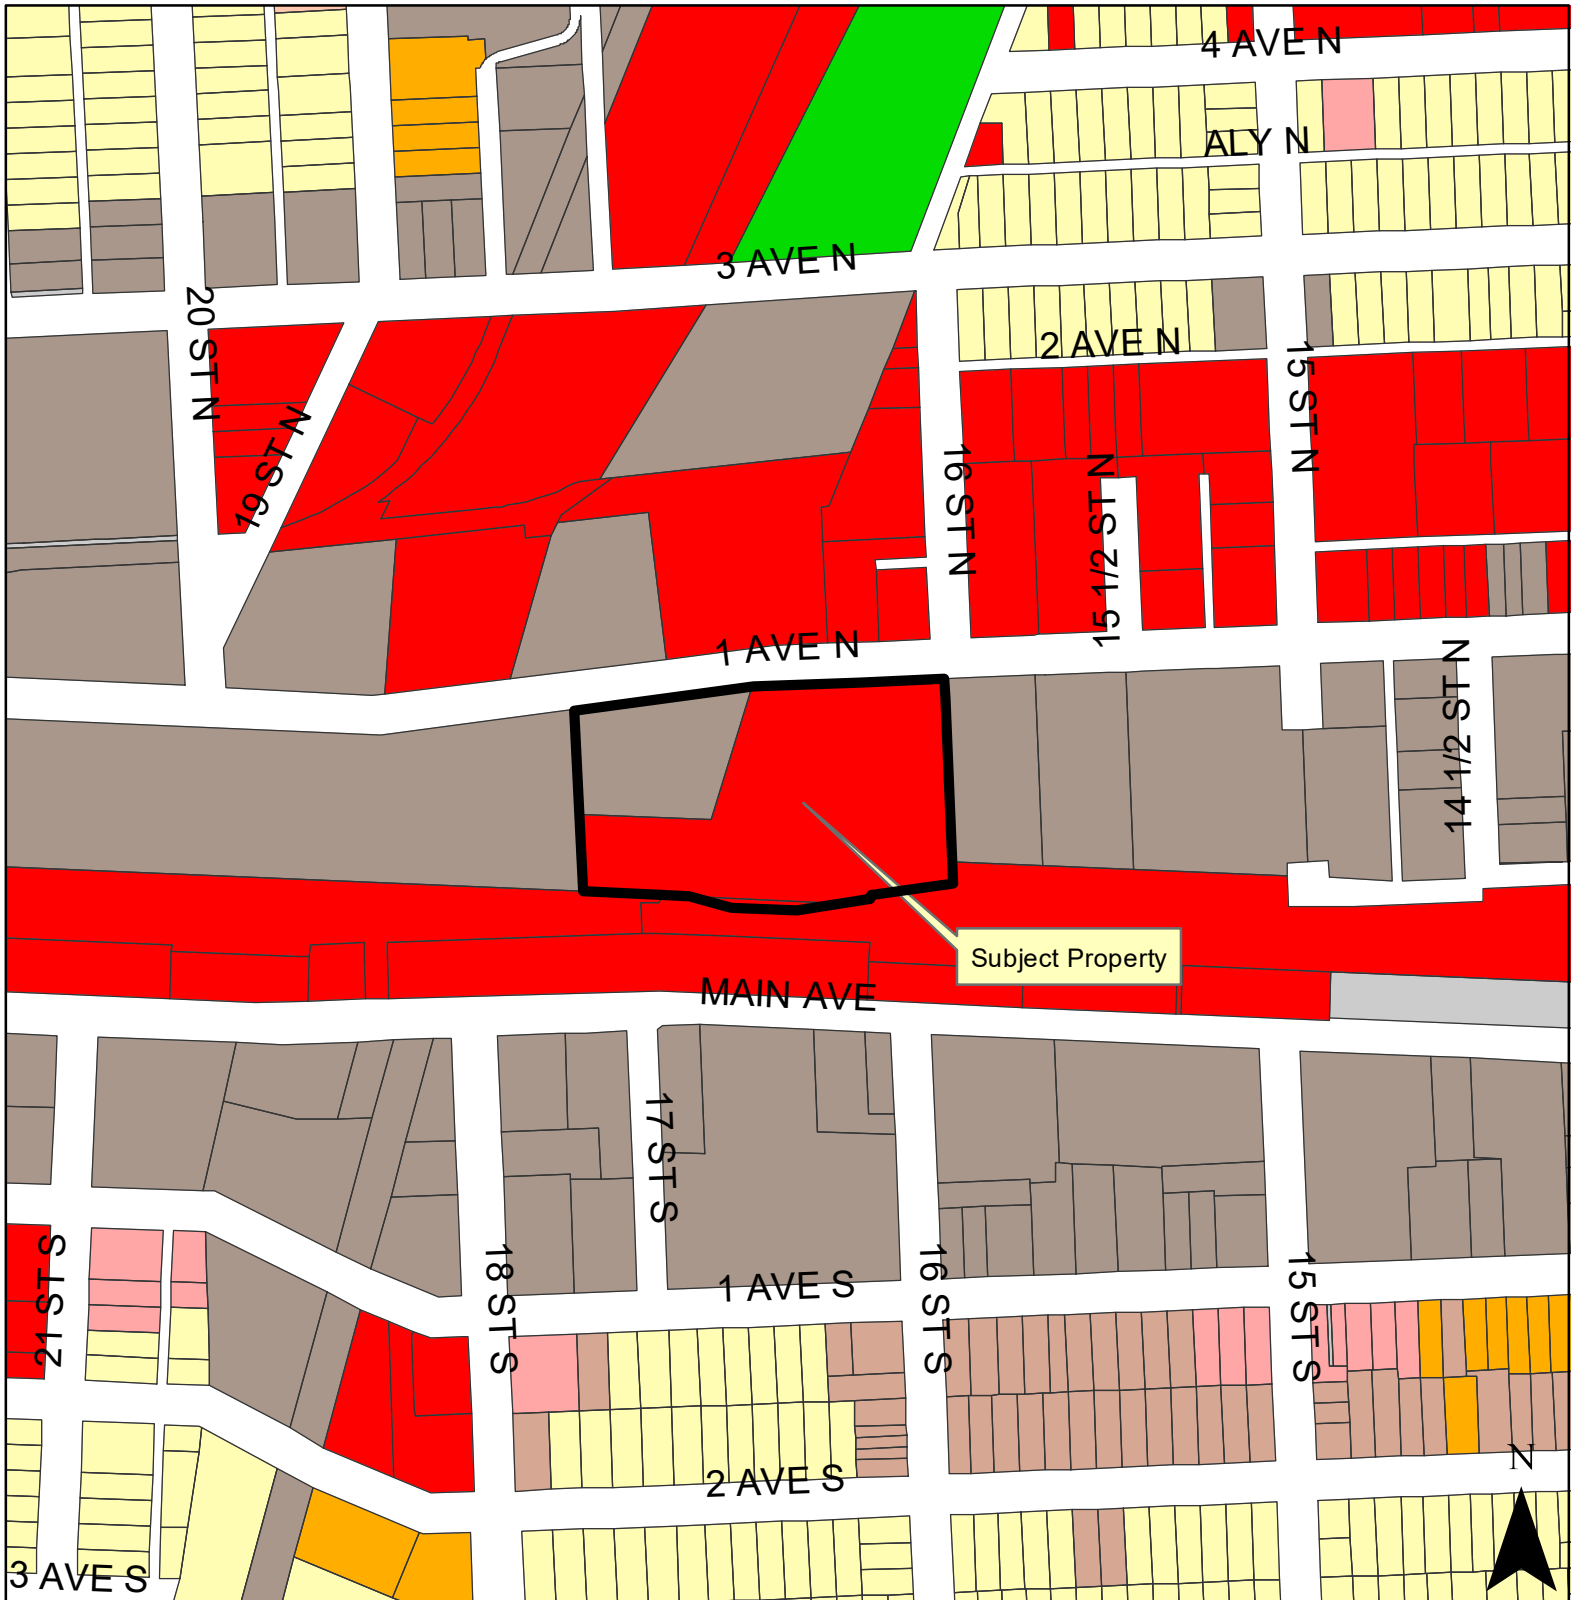 4 AVE N
ALY N
3 AVE N
20 ST N
2 AVE N
15 ST N
19 ST N
16 ST N
15 1/2 ST N
1 AVE N
14 1/2 ST N
Subject Property
MAIN AVE
17 ST S
21 ST S
18 ST S
16 ST S
15 ST S
1 AVE S
2 AVE S
N
3 AVE S